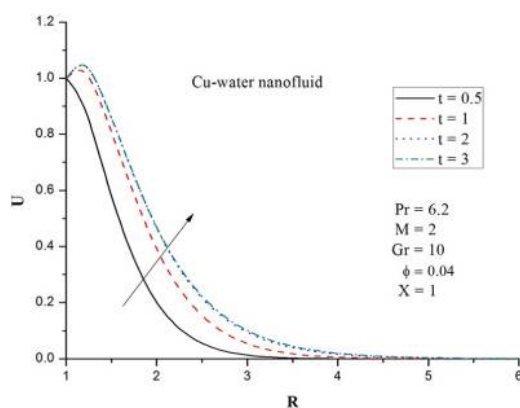 1.2
1.0
0.8
0.6
0.4
0.2
0.0
U
Cu-water nanofluid
t = 0.5
t = 1
t = 2
t = 3
Pr = 6.2
M = 2
Gr = 10
ϕ = 0.04
X = 1
1 2 3 4 5 6
R